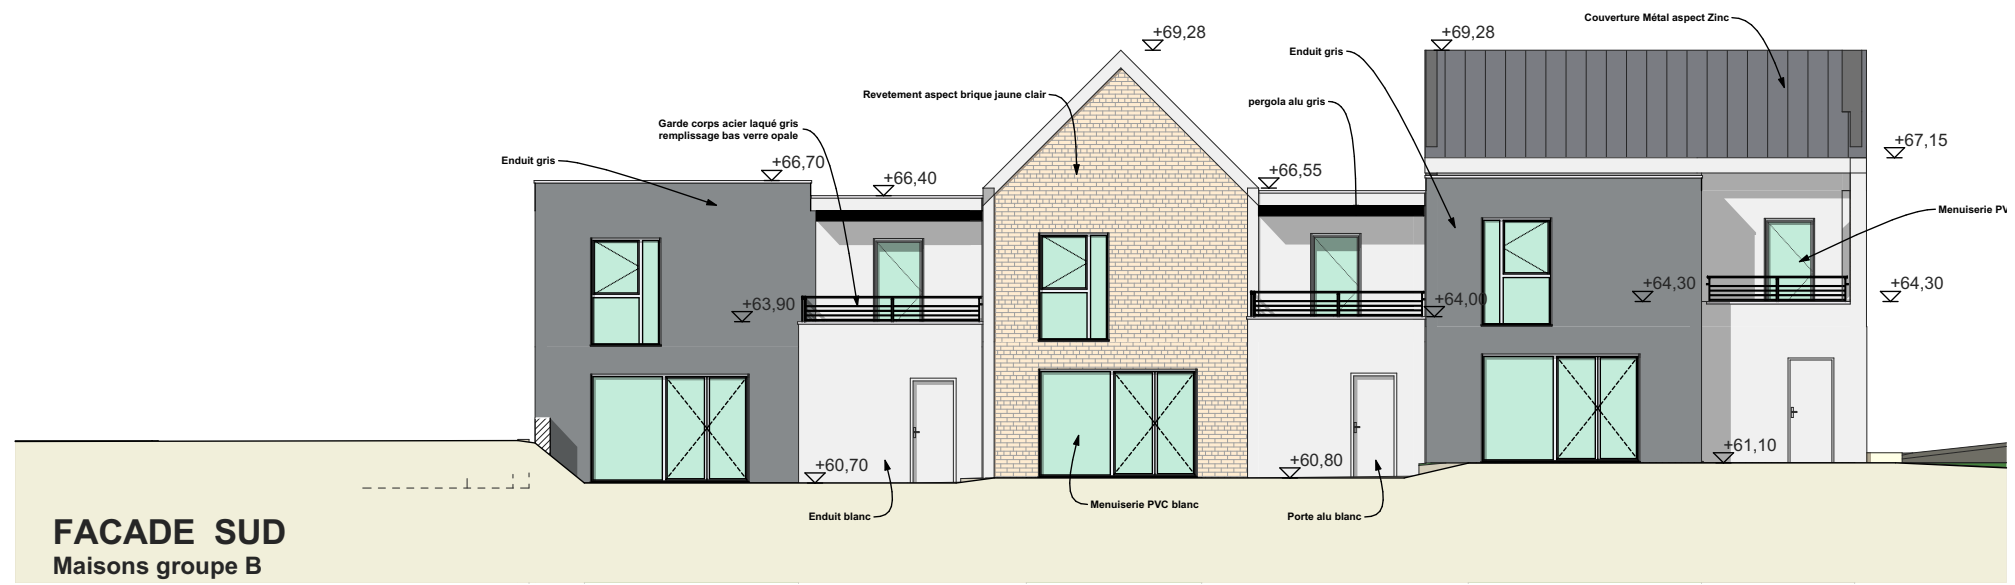 Couverture Métal aspect Zinc
+69,28
+69,28
Enduit gris
Revetement aspect brique jaune clair
pergola alu gris
Garde corps acier laqué gris
remplissage bas verre opale
+67,15
Enduit gris
+66,70
+66,40
+66,55
Menuiserie PV
+63,90
+64,00
+64,30
+64,30
+60,70
+60,80
+61,10
Enduit blanc
Menuiserie PVC blanc
Porte alu blanc
FACADE SUD
Maisons groupe B